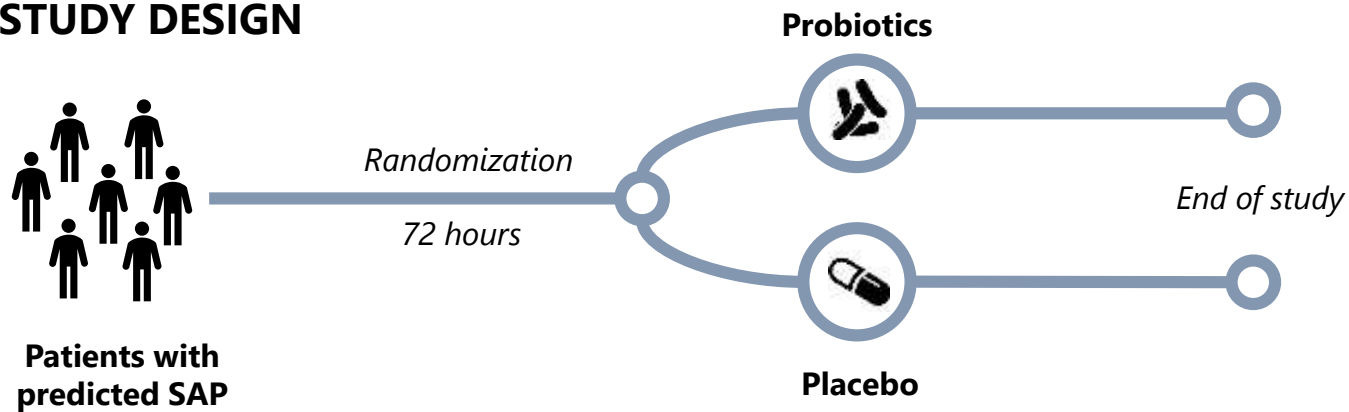 STUDY DESIGN
Probiotics
Randomization
72 hours
End of study
Patients with
predicted SAP
Placebo